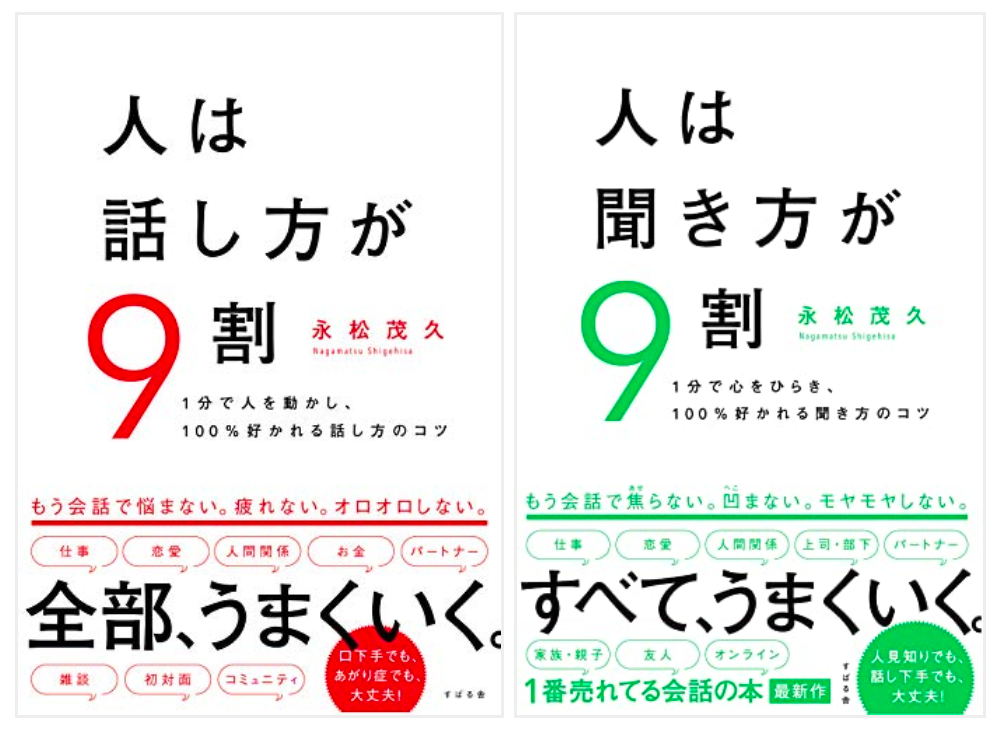 人は
話し方が
9割
永松茂久
Nagamatsu Shigehisa
1分で人を動かし、
100％好かれる話し方のコツ
もう会話で悩まない。疲れない。オロオロしない。
仕事
恋愛
人間関係
お金
パートナー
全部、うまくいく。
雑談
初対面
コミュニティ
口下手でも、
あがり症でも、
大丈夫!
すばる舎
人は
聞き方が
9割
永松茂久
Nagamatsu Shigehisa
1分で心をひらき、
100％好かれる聞き方のコツ
あせ
へこ
もう会話で焦らない。凹まない。モヤモヤしない。
仕事
恋愛
人間関係
上司・部下
パートナー
すべて、うまくいく。
家族・親子
友人
オンライン
1番売れてる会話の本 最新作
すばる舎
人見知りでも、
話し下手でも、
大丈夫!